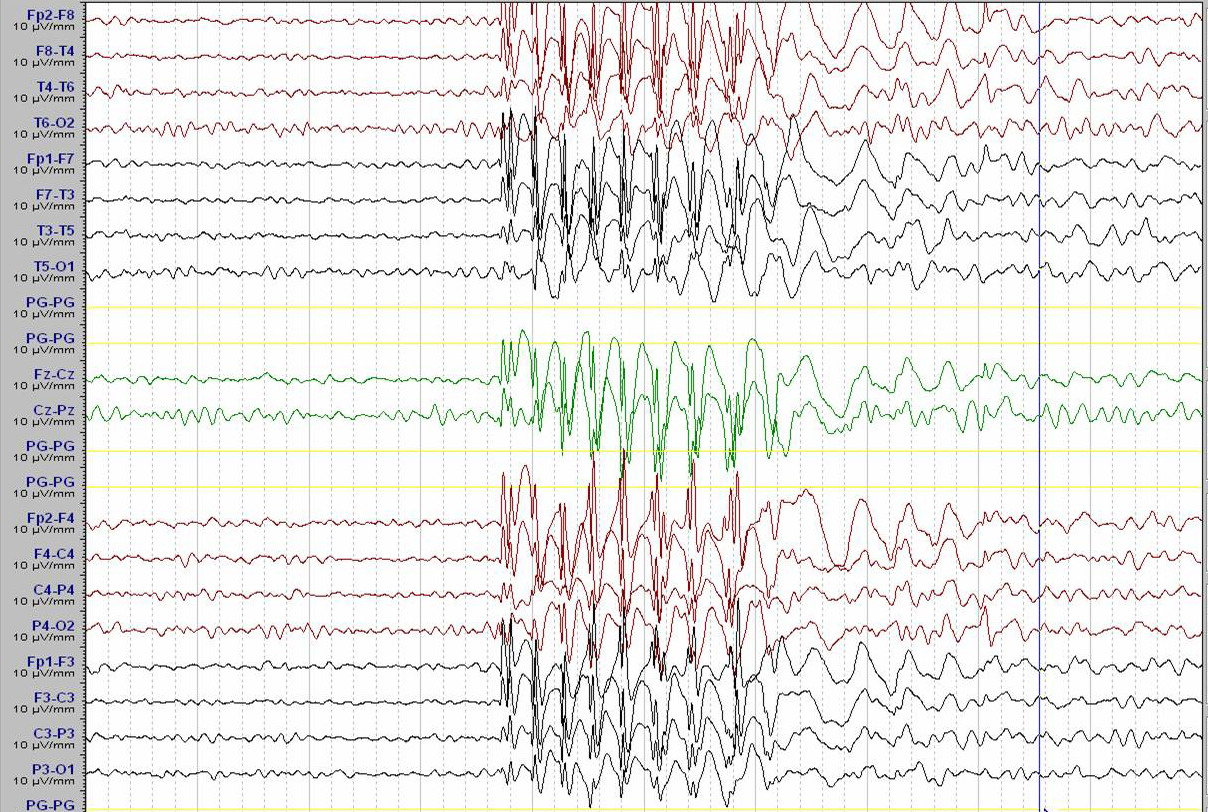 Fp2-F8
10 µV/mm
F8-T4
10 µV/mm
T4-T6
10 µV/mm
T6-O2
10 µV/mm
Fp1-F7
10 µV/mm
F7-T3
10 µV/mm
T3-T5
10 µV/mm
T5-O1
10 µV/mm
PG-PG
10 µV/mm
PG-PG
10 µV/mm
Fz-Cz
10 µV/mm
Cz-Pz
10 µV/mm
PG-PG
10 µV/mm
PG-PG
10 µV/mm
Fp2-F4
10 µV/mm
F4-C4
10 µV/mm
C4-P4
10 µV/mm
P4-O2
10 µV/mm
Fp1-F3
10 µV/mm
F3-C3
10 µV/mm
C3-P3
10 µV/mm
P3-O1
10 µV/mm
PG-PG